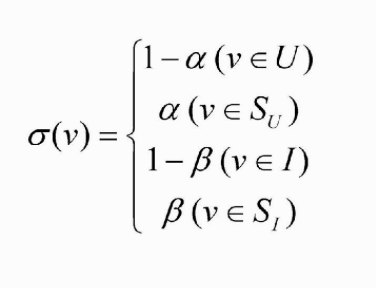 1 − α (v ∈ U)
α (v ∈ S_U)
σ(v) = {
1 − β (v ∈ I)
β (v ∈ S_I)